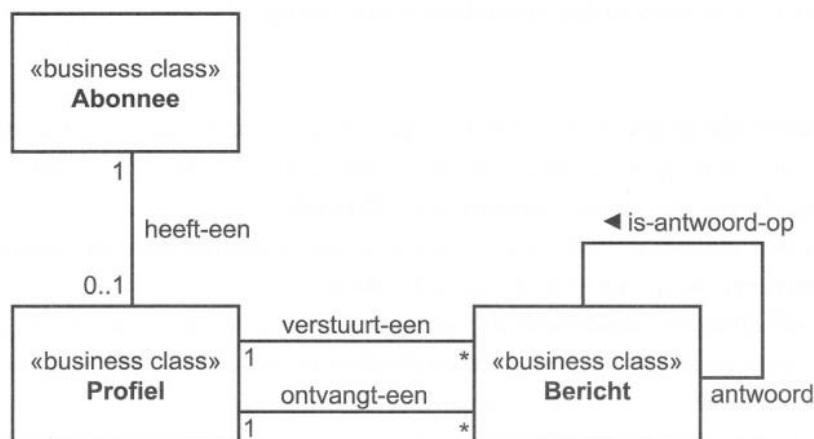 «business class»
Abonnee
1
heeft-een
0..1
◄ is-antwoord-op
«business class»
Profiel
verstuurt-een
1
*
ontvangt-een
1
*
«business class»
Bericht
antwoord